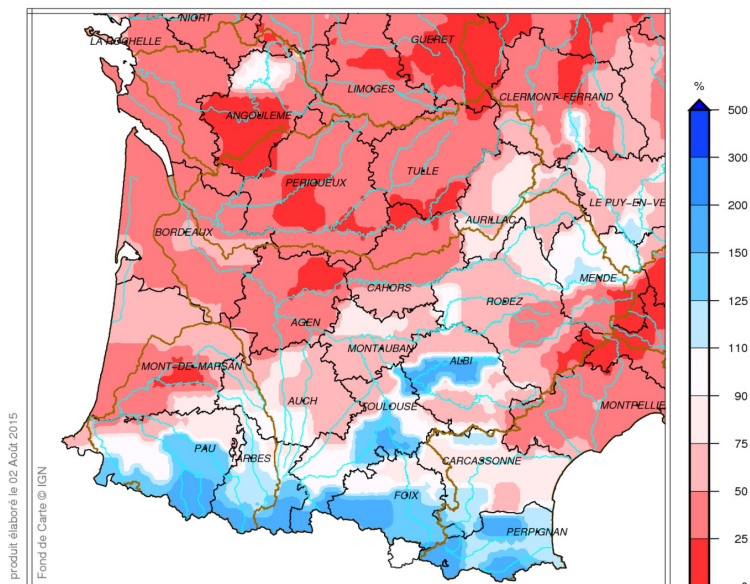 NIORT
LA ROCHELLE
GUERET
LIMOGES
CLERMONT-FERRAND
ANGOULEME
TULLE
PERIGUEUX
LE PUY-EN-VE
AURILLAC
BORDEAUX
MENDE
CAHORS
RODEZ
AGEN
MONTAUBAN
ALBI
MONT-DE-MARSAN
AUCH
TOULOUSE
MONTPELLIE
PAU
TARBES
CARCASSONNE
FOIX
PERPIGNAN
%
500
300
200
150
125
110
90
75
50
25
produit élaboré le 02 Août 2015
Fond de Carte © IGN